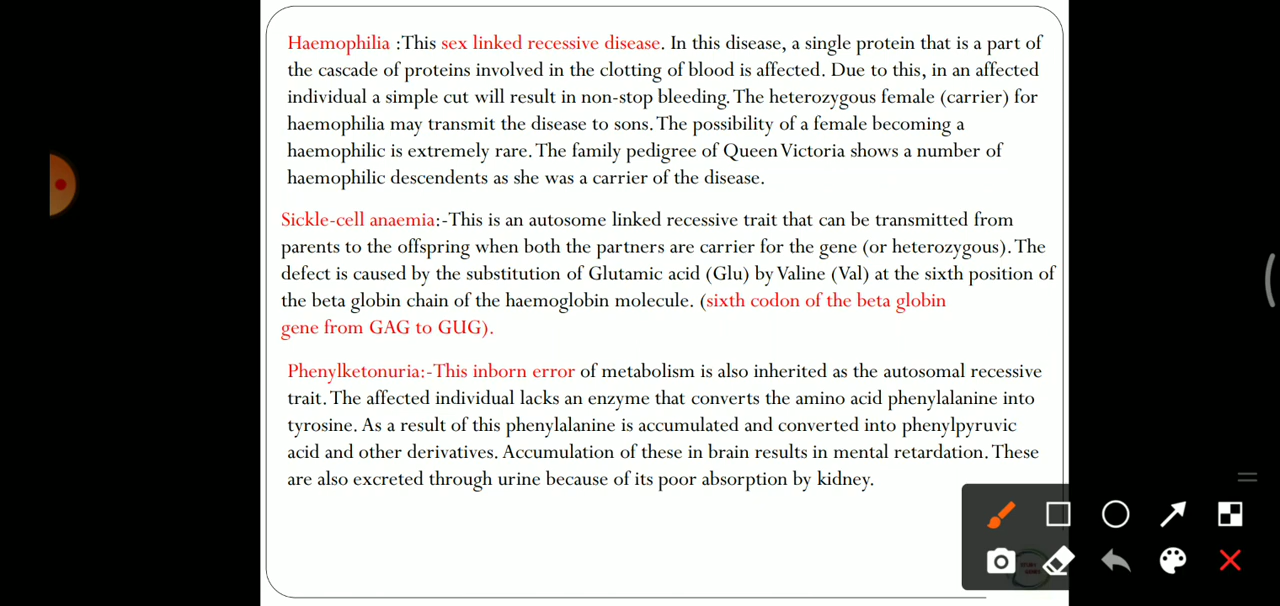 Haemophilia :This sex linked recessive disease. In this disease, a single protein that is a part of
the cascade of proteins involved in the clotting of blood is affected. Due to this, in an affected
individual a simple cut will result in non-stop bleeding. The heterozygous female (carrier) for
haemophilia may transmit the disease to sons. The possibility of a female becoming a
haemophilic is extremely rare. The family pedigree of Queen Victoria shows a number of
haemophilic descendents as she was a carrier of the disease.
Sickle-cell anaemia:-This is an autosome linked recessive trait that can be transmitted from
parents to the offspring when both the partners are carrier for the gene (or heterozygous). The
defect is caused by the substitution of Glutamic acid (Glu) by Valine (Val) at the sixth position of
the beta globin chain of the haemoglobin molecule. (sixth codon of the beta globin
gene from GAG to GUG).
Phenylketonuria:-This inborn error of metabolism is also inherited as the autosomal recessive
trait. The affected individual lacks an enzyme that converts the amino acid phenylalanine into
tyrosine. As a result of this phenylalanine is accumulated and converted into phenylpyruvic
acid and other derivatives. Accumulation of these in brain results in mental retardation. These
are also excreted through urine because of its poor absorption by kidney.